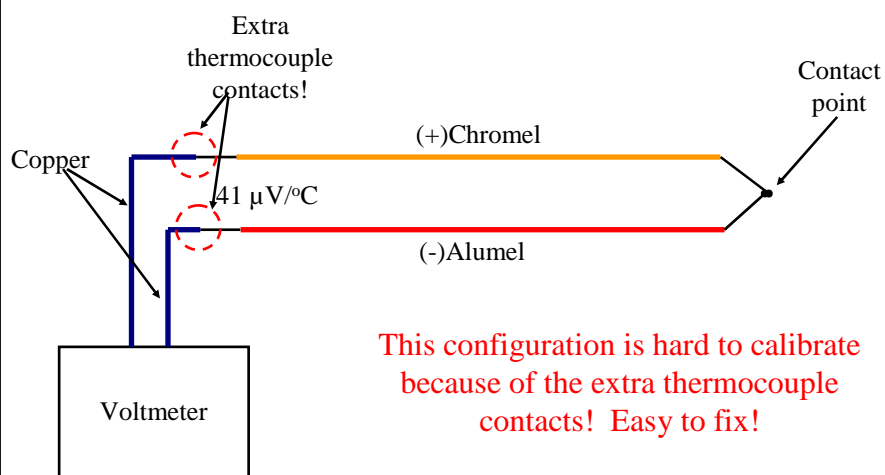 Extra
thermocouple
contacts!
Contact
point
(+)Chromel
Copper
41 µV/°C
(-)Alumel
This configuration is hard to calibrate
because of the extra thermocouple
contacts! Easy to fix!
Voltmeter